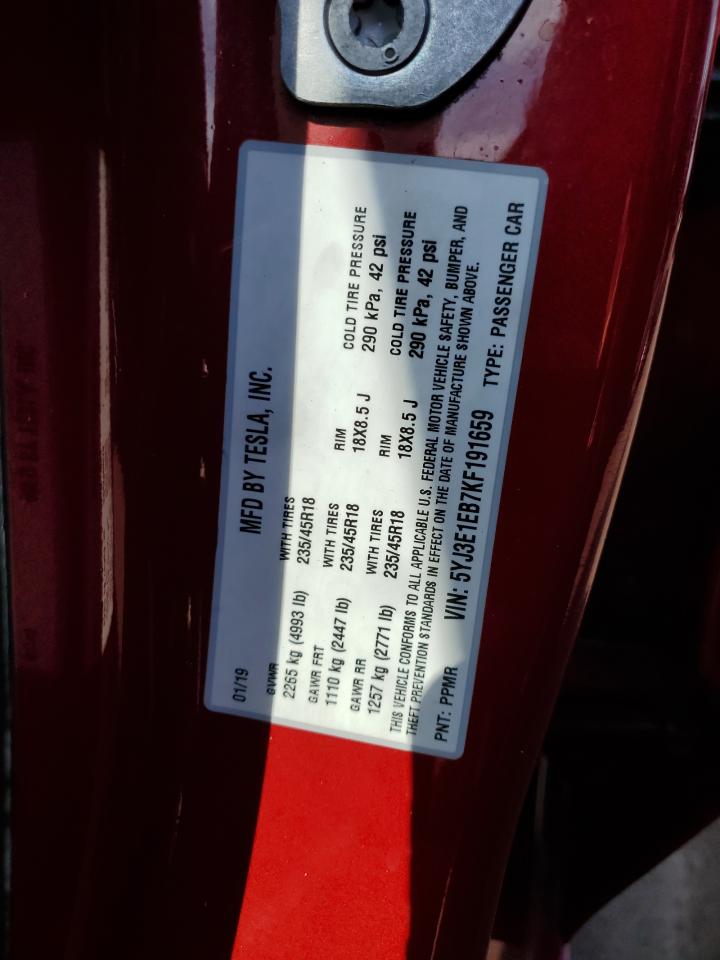 MFD BY TESLA, INC.
01/19
GVWR
2265 kg (4993 lb)
WITH TIRES
235/45R18
GAWR FRT
1110 kg (2447 lb)
WITH TIRES
235/45R18
RIM
18X8.5 J
COLD TIRE PRESSURE
290 kPa, 42 psi
GAWR RR
1257 kg (2771 lb)
WITH TIRES
235/45R18
RIM
18X8.5 J
COLD TIRE PRESSURE
290 kPa, 42 psi
THIS VEHICLE CONFORMS TO ALL APPLICABLE U.S. FEDERAL MOTOR VEHICLE SAFETY, BUMPER, AND
THEFT PREVENTION STANDARDS IN EFFECT ON THE DATE OF MANUFACTURE SHOWN ABOVE.
PNT: PPMR VIN: 5YJ3E1EB7KF191659 TYPE: PASSENGER CAR